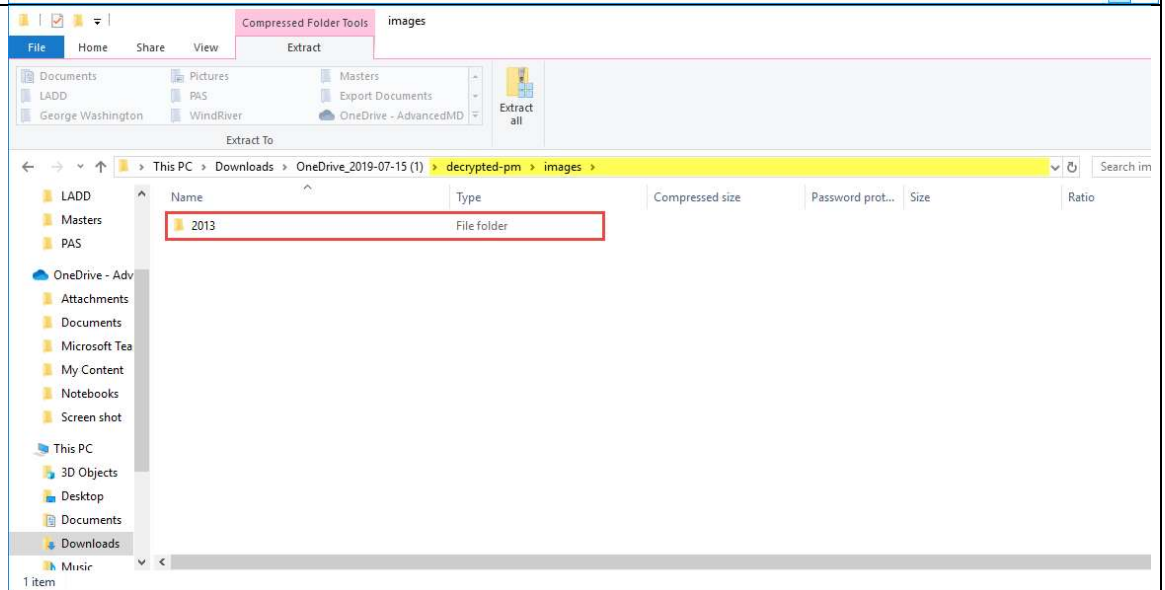 Compressed Folder Tools images
File Home Share View Extract
Documents Pictures Masters
LADD PAS Export Documents
George Washington WindRiver OneDrive - AdvancedMD
Extract all
Extract To
This PC > Downloads > OneDrive_2019-07-15 (1) > decrypted-pm > images > Search im
Name Type Compressed size Password prot... Size Ratio
2013 File folder
LADD
Masters
PAS
OneDrive - Adv
Attachments
Documents
Microsoft Tea
My Content
Notebooks
Screen shot
This PC
3D Objects
Desktop
Documents
Downloads
Music
1 item